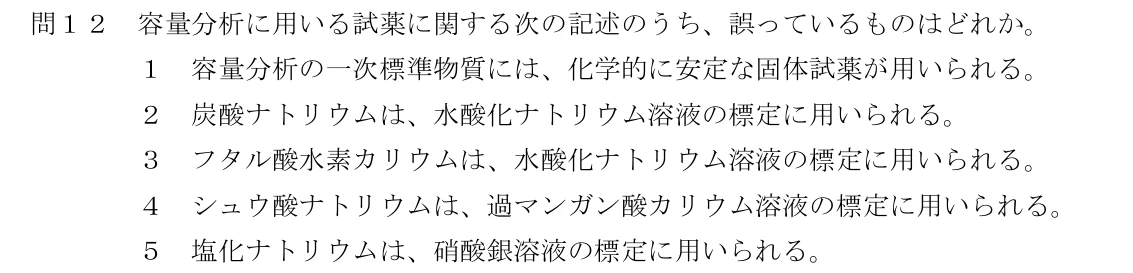 問１２　容量分析に用いる試薬に関する次の記述のうち、誤っているものはどれか。
１　容量分析の一次標準物質には、化学的に安定な固体試薬が用いられる。
２　炭酸ナトリウムは、水酸化ナトリウム溶液の標定に用いられる。
３　フタル酸水素カリウムは、水酸化ナトリウム溶液の標定に用いられる。
４　シュウ酸ナトリウムは、過マンガン酸カリウム溶液の標定に用いられる。
５　塩化ナトリウムは、硝酸銀溶液の標定に用いられる。